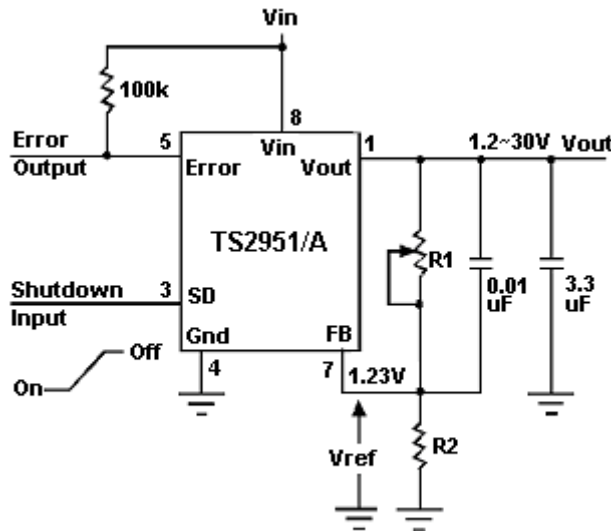 Vin
100k
8
Error
5
Vin
1
1.2~30V
Vout
Output
Error
Vout
TS2951/A
R1
0.01
uF
3.3
uF
Shutdown
3
SD
Input
Gnd
FB
Off
4
7
1.23V
On
Vref
R2